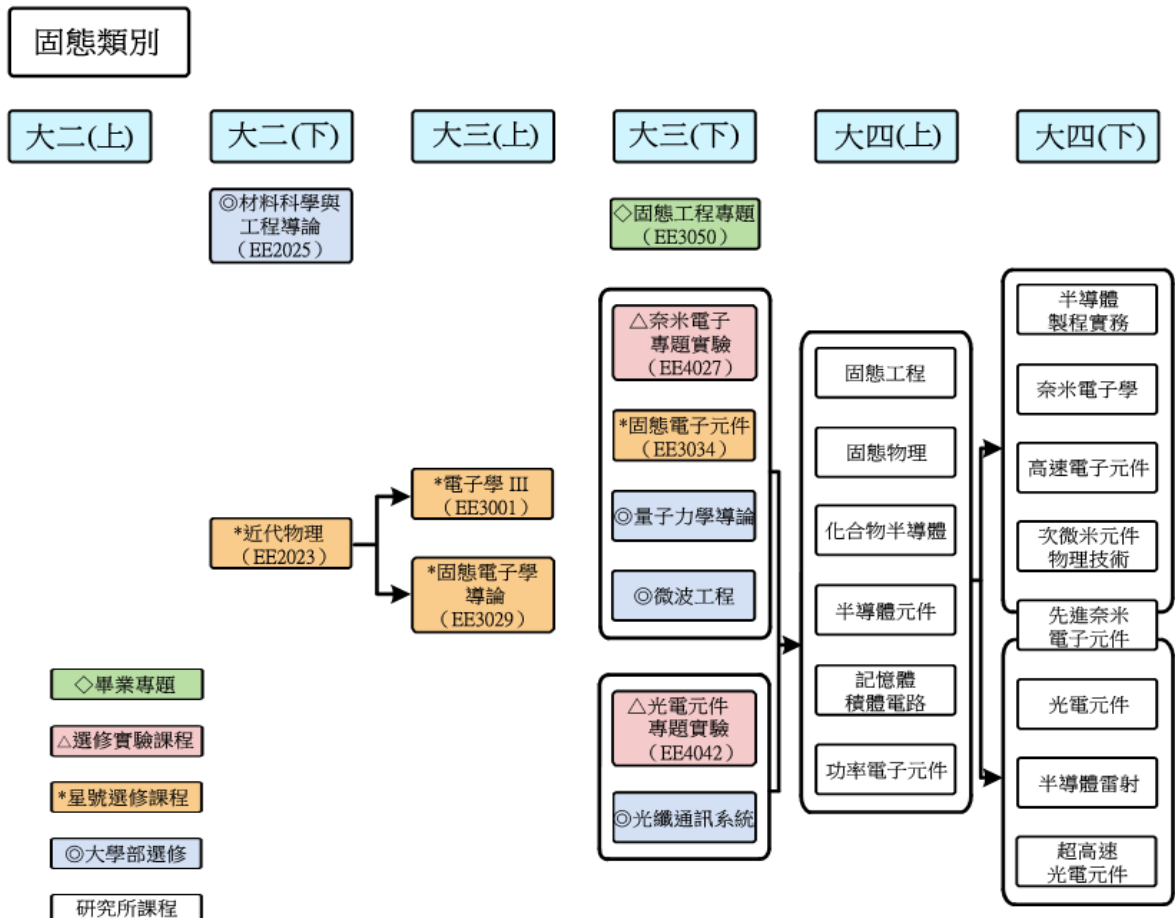 固態類別
大二(上)
大二(下)
大三(上)
大三(下)
大四(上)
大四(下)
◎材料科學與
工程導論
（EE2025）
*近代物理
（EE2023）
*電子學 III
（EE3001）
*固態電子學
導論
（EE3029）
◇固態工程專題
（EE3050）
△奈米電子
專題實驗
（EE4027）
*固態電子元件
（EE3034）
◎量子力學導論
◎微波工程
△光電元件
專題實驗
（EE4042）
◎光纖通訊系統
固態工程
固態物理
化合物半導體
半導體元件
記憶體
積體電路
功率電子元件
半導體
製程實務
奈米電子學
高速電子元件
次微米元件
物理技術
先進奈米
電子元件
光電元件
半導體雷射
超高速
光電元件
◇畢業專題
△選修實驗課程
*星號選修課程
◎大學部選修
研究所課程